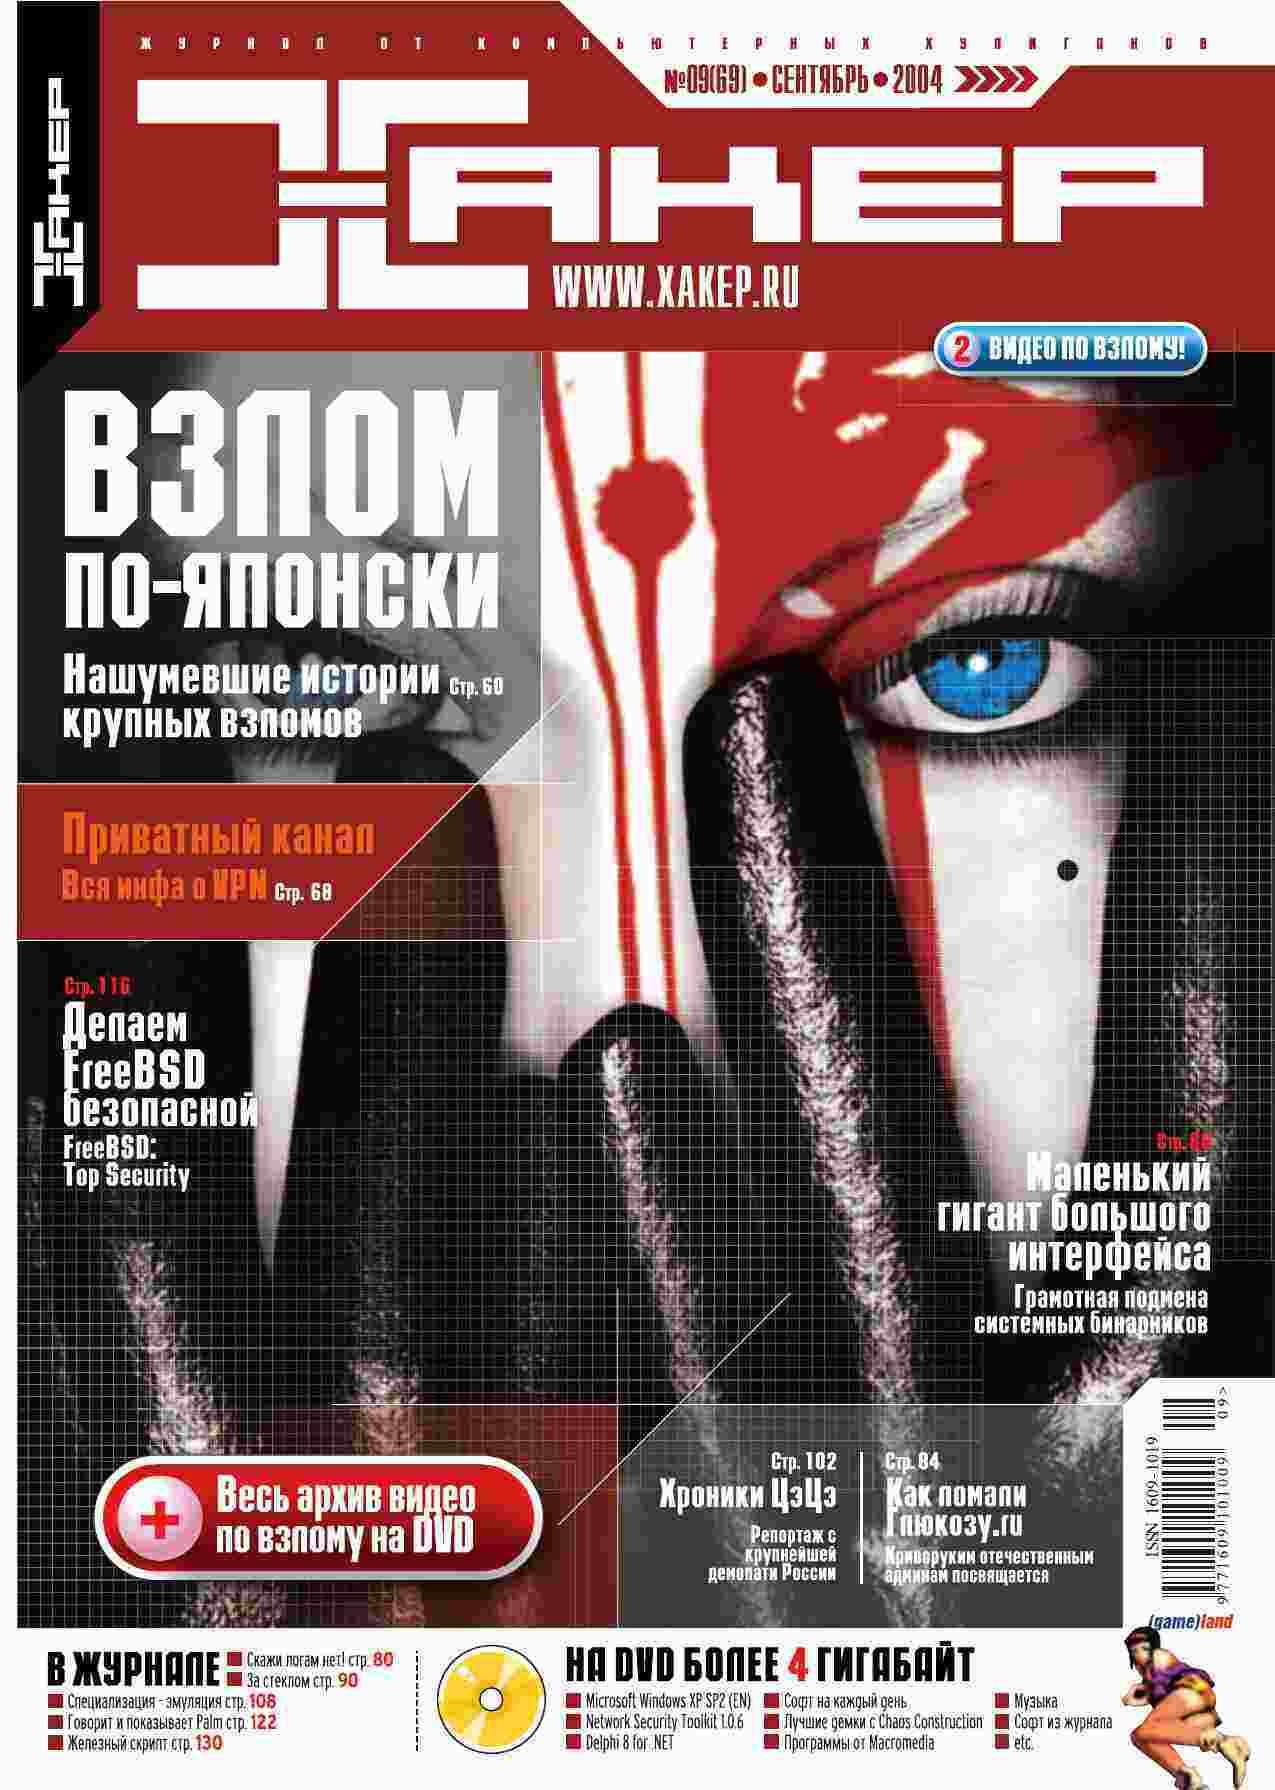 ЖУРНАЛ ОТ КОМПЬЮТЕРНЫХ ХУЛИГАНОВ
№09(69)•СЕНТЯБРЬ•2004
ХАКЕР
ХАКЕР
WWW.XAKEP.RU
2 ВИДЕО ПО ВЗЛОМУ!
ВЗЛОМ
ПО-ЯПОНСКИ
Нашумевшие истории Стр. 60
крупных взломов
Приватный канал
Вся инфа о VPN Стр. 68
Стр. 116
Делаем
FreeBSD
безопасной
FreeBSD:
Top Security
Стр.
Маленький
гигант большого
интерфейса
Грамотная подмена
системных бинарников
+ Весь архив видео
по взлому на DVD
Стр. 102
Хроники ЦэЦэ
Репортаж с
крупнейшей
демопати России
Стр. 84
Как ломали
Глюкозу.ru
Криворуким отечественным
админам посвящается
ISSN 1609-1019
9 771609 101009
09>
(game)land
В ЖУРНАЛЕ
Скажи логам нет! стр. 80
За стеклом стр. 90
Специализация - эмуляция стр. 108
Говорит и показывает Palm стр. 122
Железный скрипт стр. 130
НА DVD БОЛЕЕ 4 ГИГАБАЙТ
Microsoft Windows XP SP2 (EN)
Network Security Toolkit 1.0.6
Delphi 8 for .NET
Софт на каждый день
Лучшие демки с Chaos Construction
Программы от Macromedia
Музыка
Софт из журнала
etc.